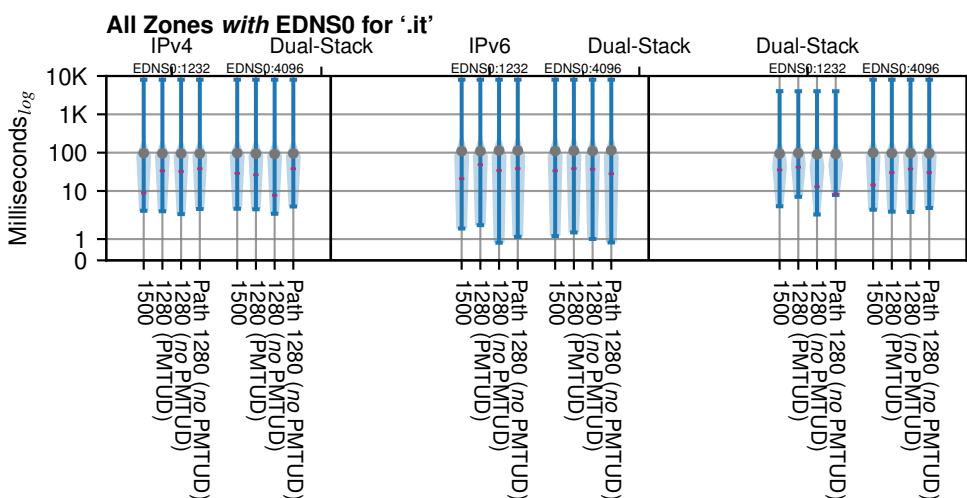 All Zones with EDNS0 for ‘.it’
IPv4 Dual-Stack IPv6 Dual-Stack Dual-Stack
EDNS0:1232 EDNS0:4096 EDNS0:1232 EDNS0:4096 EDNS0:1232 EDNS0:4096
Milliseconds log
10K
1K
100
10
1
0
1500
1280 (PMTUD)
1280 (no PMTUD)
Path 1280 (no PMTUD)
1500
1280 (PMTUD)
1280 (no PMTUD)
Path 1280 (no PMTUD)
1500
1280 (PMTUD)
1280 (no PMTUD)
Path 1280 (no PMTUD)
1500
1280 (PMTUD)
1280 (no PMTUD)
Path 1280 (no PMTUD)
1500
1280 (PMTUD)
1280 (no PMTUD)
Path 1280 (no PMTUD)
1500
1280 (PMTUD)
1280 (no PMTUD)
Path 1280 (no PMTUD)